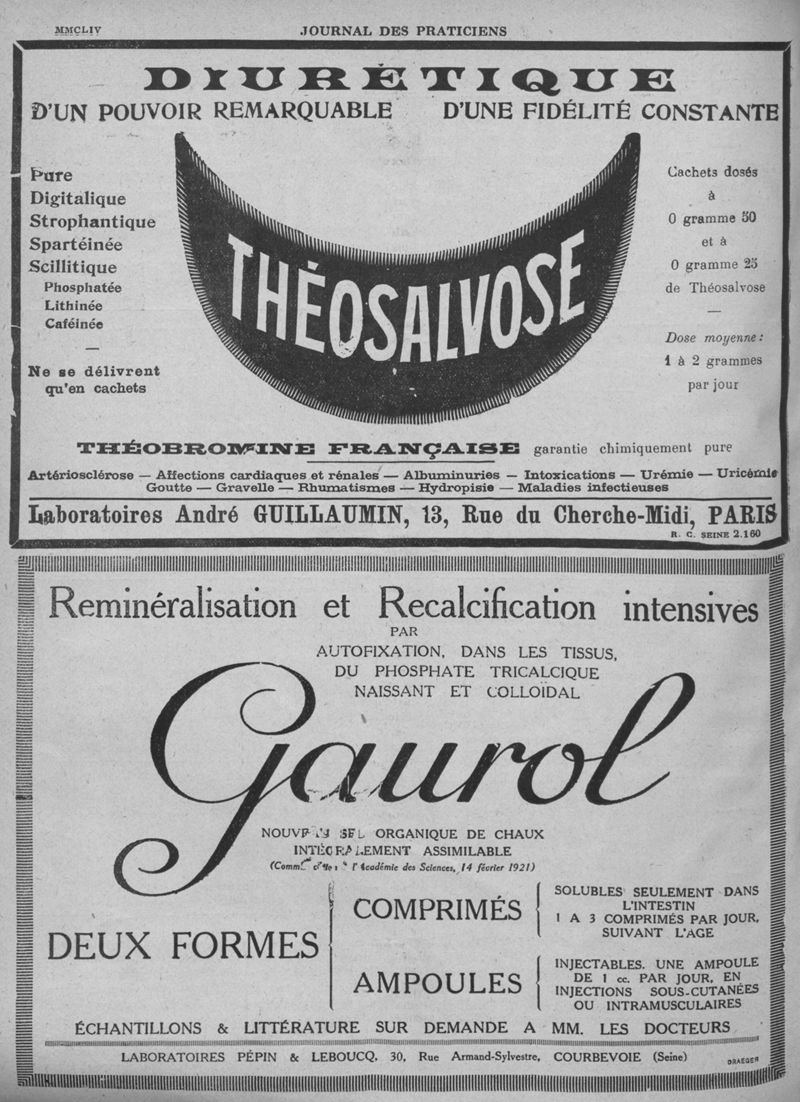 MMCLIV
JOURNAL DES PRATICIENS
DIURÉTIQUE
D'UN POUVOIR REMARQUABLE D'UNE FIDÉLITÉ CONSTANTE
Pure
Digitalique
Strophantique
Spartéinée
Scillitique
Phosphatée
Lithinée
Caféinée
—
Ne se délivrent
qu'en cachets
THÉOSALVOSE
Cachets dosés
à
0 gramme 50
et à
0 gramme 25
de Théosalvose
—
Dose moyenne :
1 à 2 grammes
par jour
THÉOBROMINE FRANÇAISE garantie chimiquement pure
Artériosclérose — Affections cardiaques et rénales — Albuminuries — Intoxications — Urémie — Uricémie
Goutte — Gravelle — Rhumatismes — Hydropisie — Maladies infectieuses
Laboratoires André GUILLAUMIN, 13, Rue du Cherche-Midi, PARIS
R. C. SEINE 2.160
Reminéralisation et Recalcification intensives
PAR
AUTOFIXATION, DANS LES TISSUS,
DU PHOSPHATE TRICALCIQUE
NAISSANT ET COLLOÏDAL
Gaurol
NOUVEAU SEL ORGANIQUE DE CHAUX
INTÉGRALEMENT ASSIMILABLE
l'Académie des Sciences, 14 février 1921)
DEUX FORMES
COMPRIMÉS
SOLUBLES SEULEMENT DANS
L'INTESTIN
1 A 3 COMPRIMÉS PAR JOUR,
SUIVANT L'AGE
AMPOULES
INJECTABLES. UNE AMPOULE
DE 1 cc. PAR JOUR, EN
INJECTIONS SOUS-CUTANÉES
OU INTRAMUSCULAIRES
ÉCHANTILLONS & LITTÉRATURE SUR DEMANDE A MM. LES DOCTEURS
LABORATOIRES PÉPIN & LEBOUCQ, 30, Rue Armand-Sylvestre, COURBEVOIE (Seine)
DRAEGER